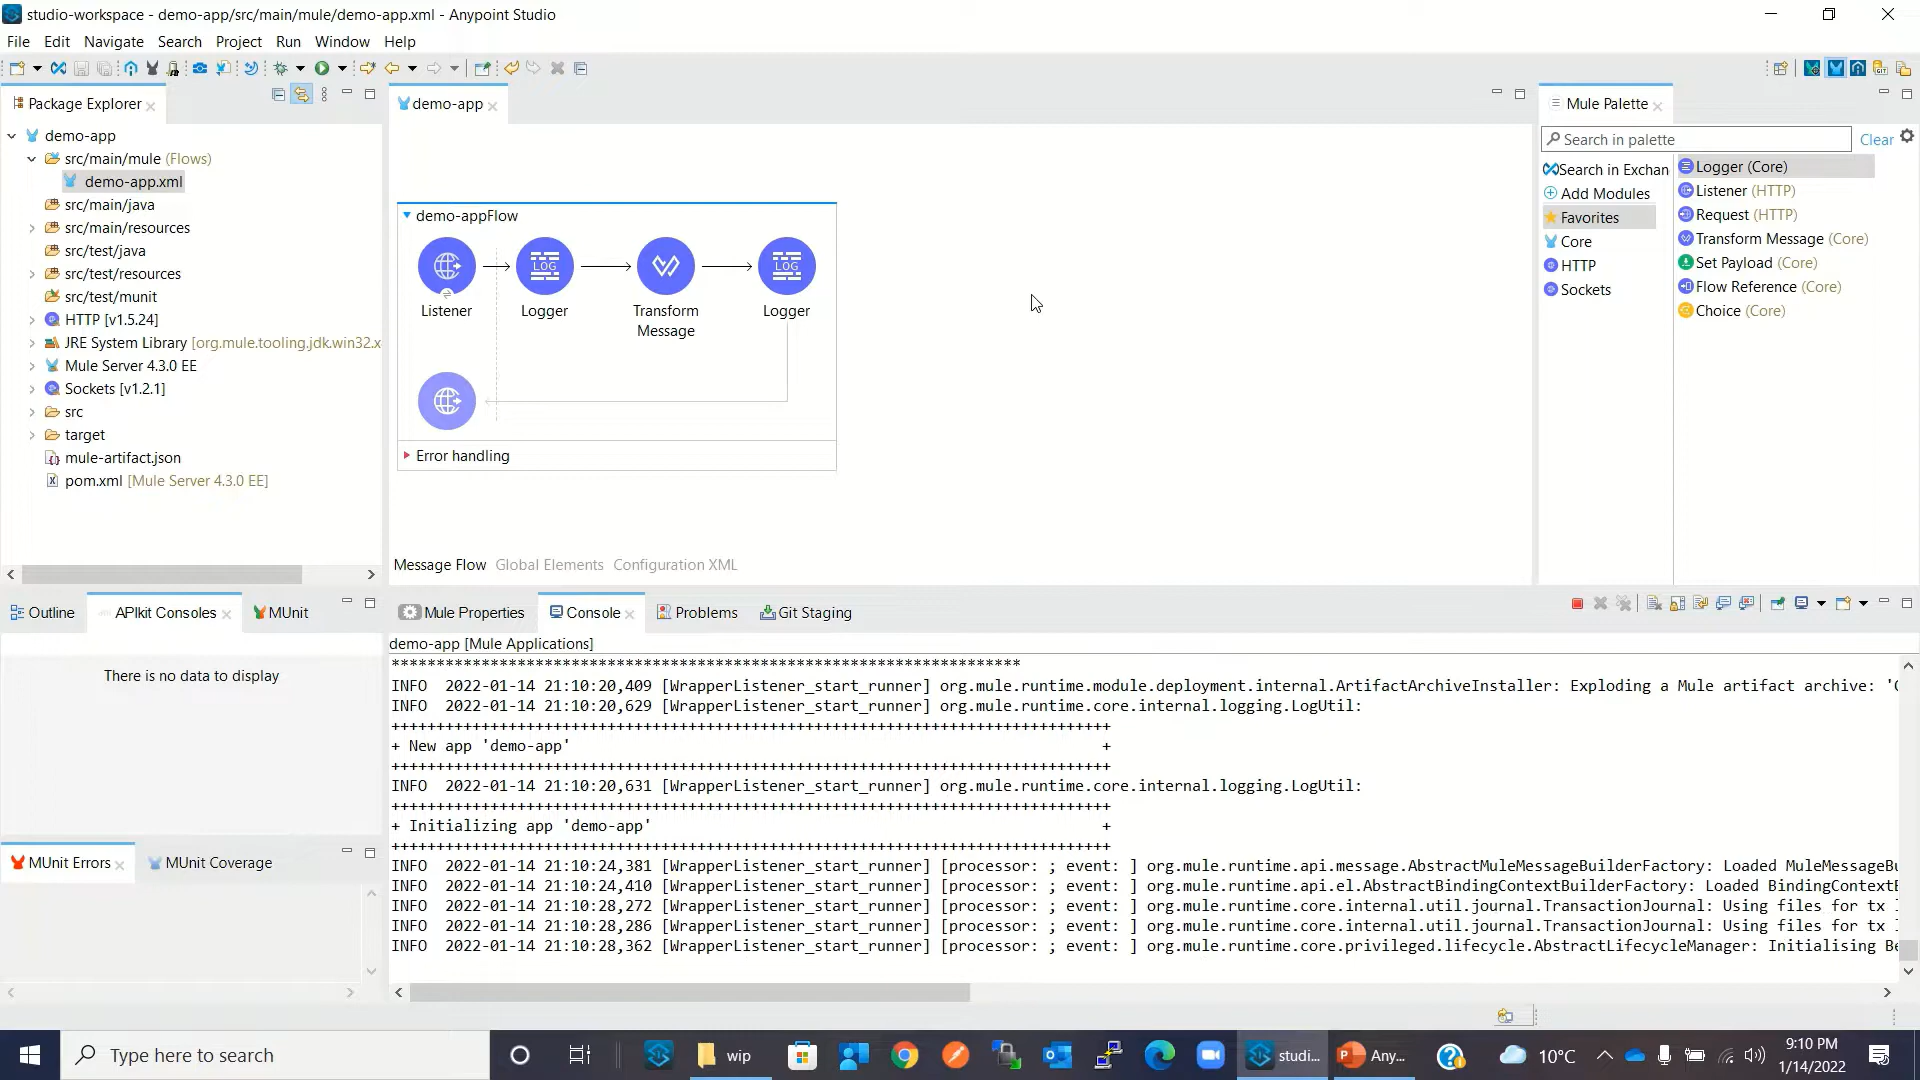 studio-workspace - demo-app/src/main/mule/demo-app.xml - Anypoint Studio
File Edit Navigate Search Project Run Window Help
Package Explorer
demo-app
src/main/mule (Flows)
demo-app.xml
src/main/java
src/main/resources
src/test/java
src/test/resources
src/test/munit
HTTP [v1.5.24]
JRE System Library [org.mule.tooling.jdk.win32.x
Mule Server 4.3.0 EE
Sockets [v1.2.1]
src
target
mule-artifact.json
pom.xml [Mule Server 4.3.0 EE]
demo-app
demo-appFlow
LOG
LOG
Listener
Logger
Transform
Message
Logger
Error handling
Message Flow Global Elements Configuration XML
Mule Palette
Search in palette
Clear
Search in Exchan
Add Modules
Favorites
Core
HTTP
Sockets
Logger (Core)
Listener (HTTP)
Request (HTTP)
Transform Message (Core)
Set Payload (Core)
Flow Reference (Core)
Choice (Core)
Outline APIkit Consoles MUnit
There is no data to display
MUnit Errors MUnit Coverage
Mule Properties Console Problems Git Staging
demo-app [Mule Applications]
**********************************************************************
INFO 2022-01-14 21:10:20,409 [WrapperListener_start_runner] org.mule.runtime.module.deployment.internal.ArtifactArchiveInstaller: Exploding a Mule artifact archive: 'C
INFO 2022-01-14 21:10:20,629 [WrapperListener_start_runner] org.mule.runtime.core.internal.logging.LogUtil:
++++++++++++++++++++++++++++++++++++++++++++++++++++++++++++++++++++++++++++++++
+ New app 'demo-app' +
++++++++++++++++++++++++++++++++++++++++++++++++++++++++++++++++++++++++++++++++
INFO 2022-01-14 21:10:20,631 [WrapperListener_start_runner] org.mule.runtime.core.internal.logging.LogUtil:
++++++++++++++++++++++++++++++++++++++++++++++++++++++++++++++++++++++++++++++++
+ Initializing app 'demo-app' +
++++++++++++++++++++++++++++++++++++++++++++++++++++++++++++++++++++++++++++++++
INFO 2022-01-14 21:10:24,381 [WrapperListener_start_runner] [processor: ; event: ] org.mule.runtime.api.message.AbstractMuleMessageBuilderFactory: Loaded MuleMessageBu
INFO 2022-01-14 21:10:24,410 [WrapperListener_start_runner] [processor: ; event: ] org.mule.runtime.api.el.AbstractBindingContextBuilderFactory: Loaded BindingContextB
INFO 2022-01-14 21:10:28,272 [WrapperListener_start_runner] [processor: ; event: ] org.mule.runtime.core.internal.util.journal.TransactionJournal: Using files for tx l
INFO 2022-01-14 21:10:28,286 [WrapperListener_start_runner] [processor: ; event: ] org.mule.runtime.core.internal.util.journal.TransactionJournal: Using files for tx l
INFO 2022-01-14 21:10:28,362 [WrapperListener_start_runner] [processor: ; event: ] org.mule.runtime.core.privileged.lifecycle.AbstractLifecycleManager: Initialising Be
Type here to search
wip
studi...
Any...
10°C
9:10 PM
1/14/2022